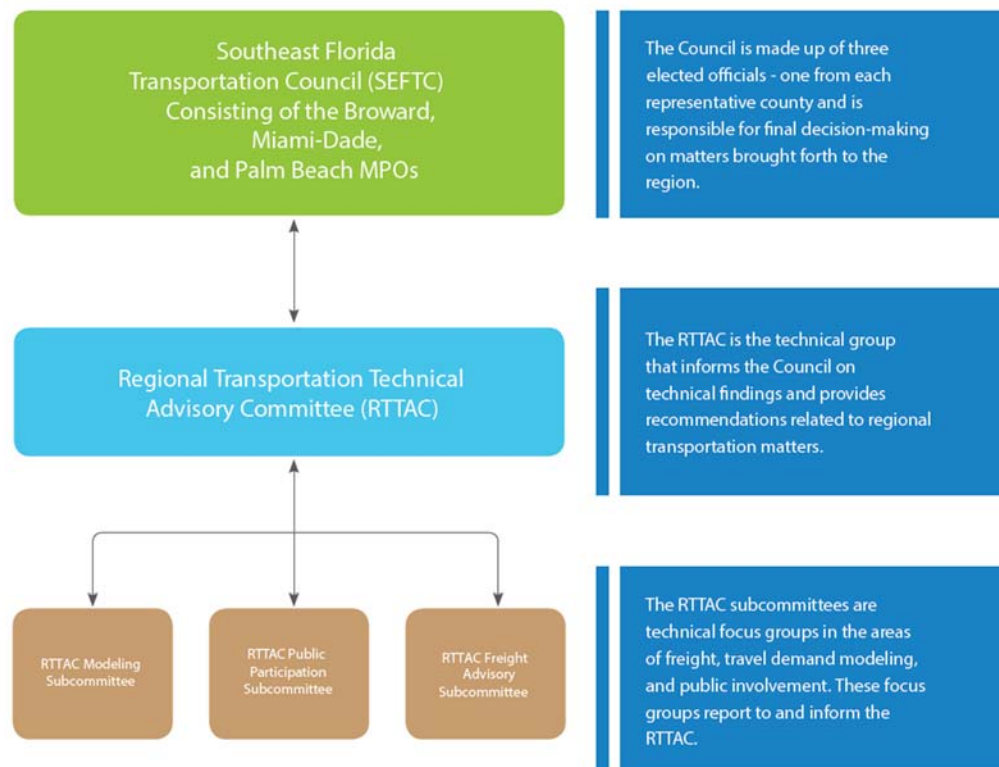 Southeast Florida
Transportation Council (SEFTC)
Consisting of the Broward,
Miami-Dade,
and Palm Beach MPOs
The Council is made up of three
elected officials - one from each
representative county and is
responsible for final decision-making
on matters brought forth to the
region.
Regional Transportation Technical
Advisory Committee (RTTAC)
The RTTAC is the technical group
that informs the Council on
technical findings and provides
recommendations related to regional
transportation matters.
RTTAC Modeling
Subcommittee
RTTAC Public
Participation
Subcommittee
RTTAC Freight
Advisory
Subcommittee
The RTTAC subcommittees are
technical focus groups in the areas
of freight, travel demand modeling,
and public involvement. These focus
groups report to and inform the
RTTAC.